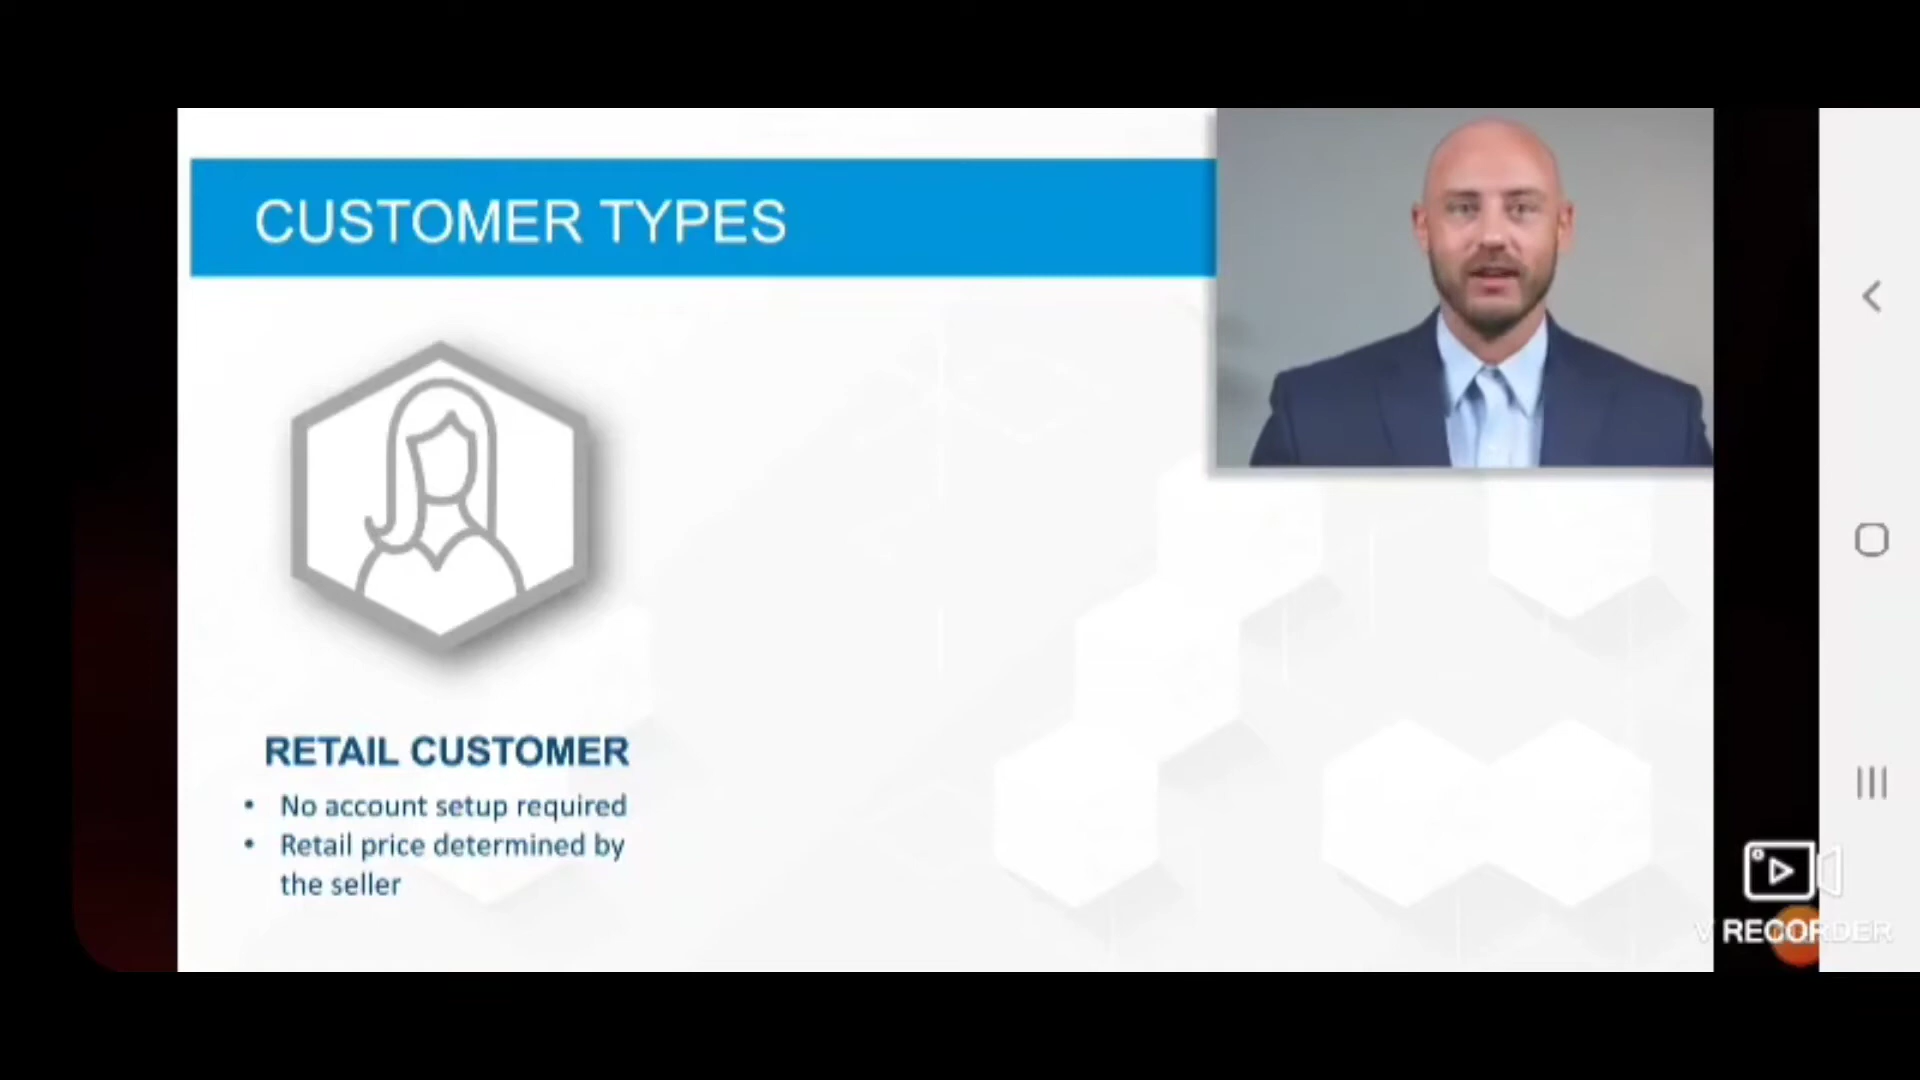 CUSTOMER TYPES
RETAIL CUSTOMER
• No account setup required
• Retail price determined by
the seller
V RECORDER